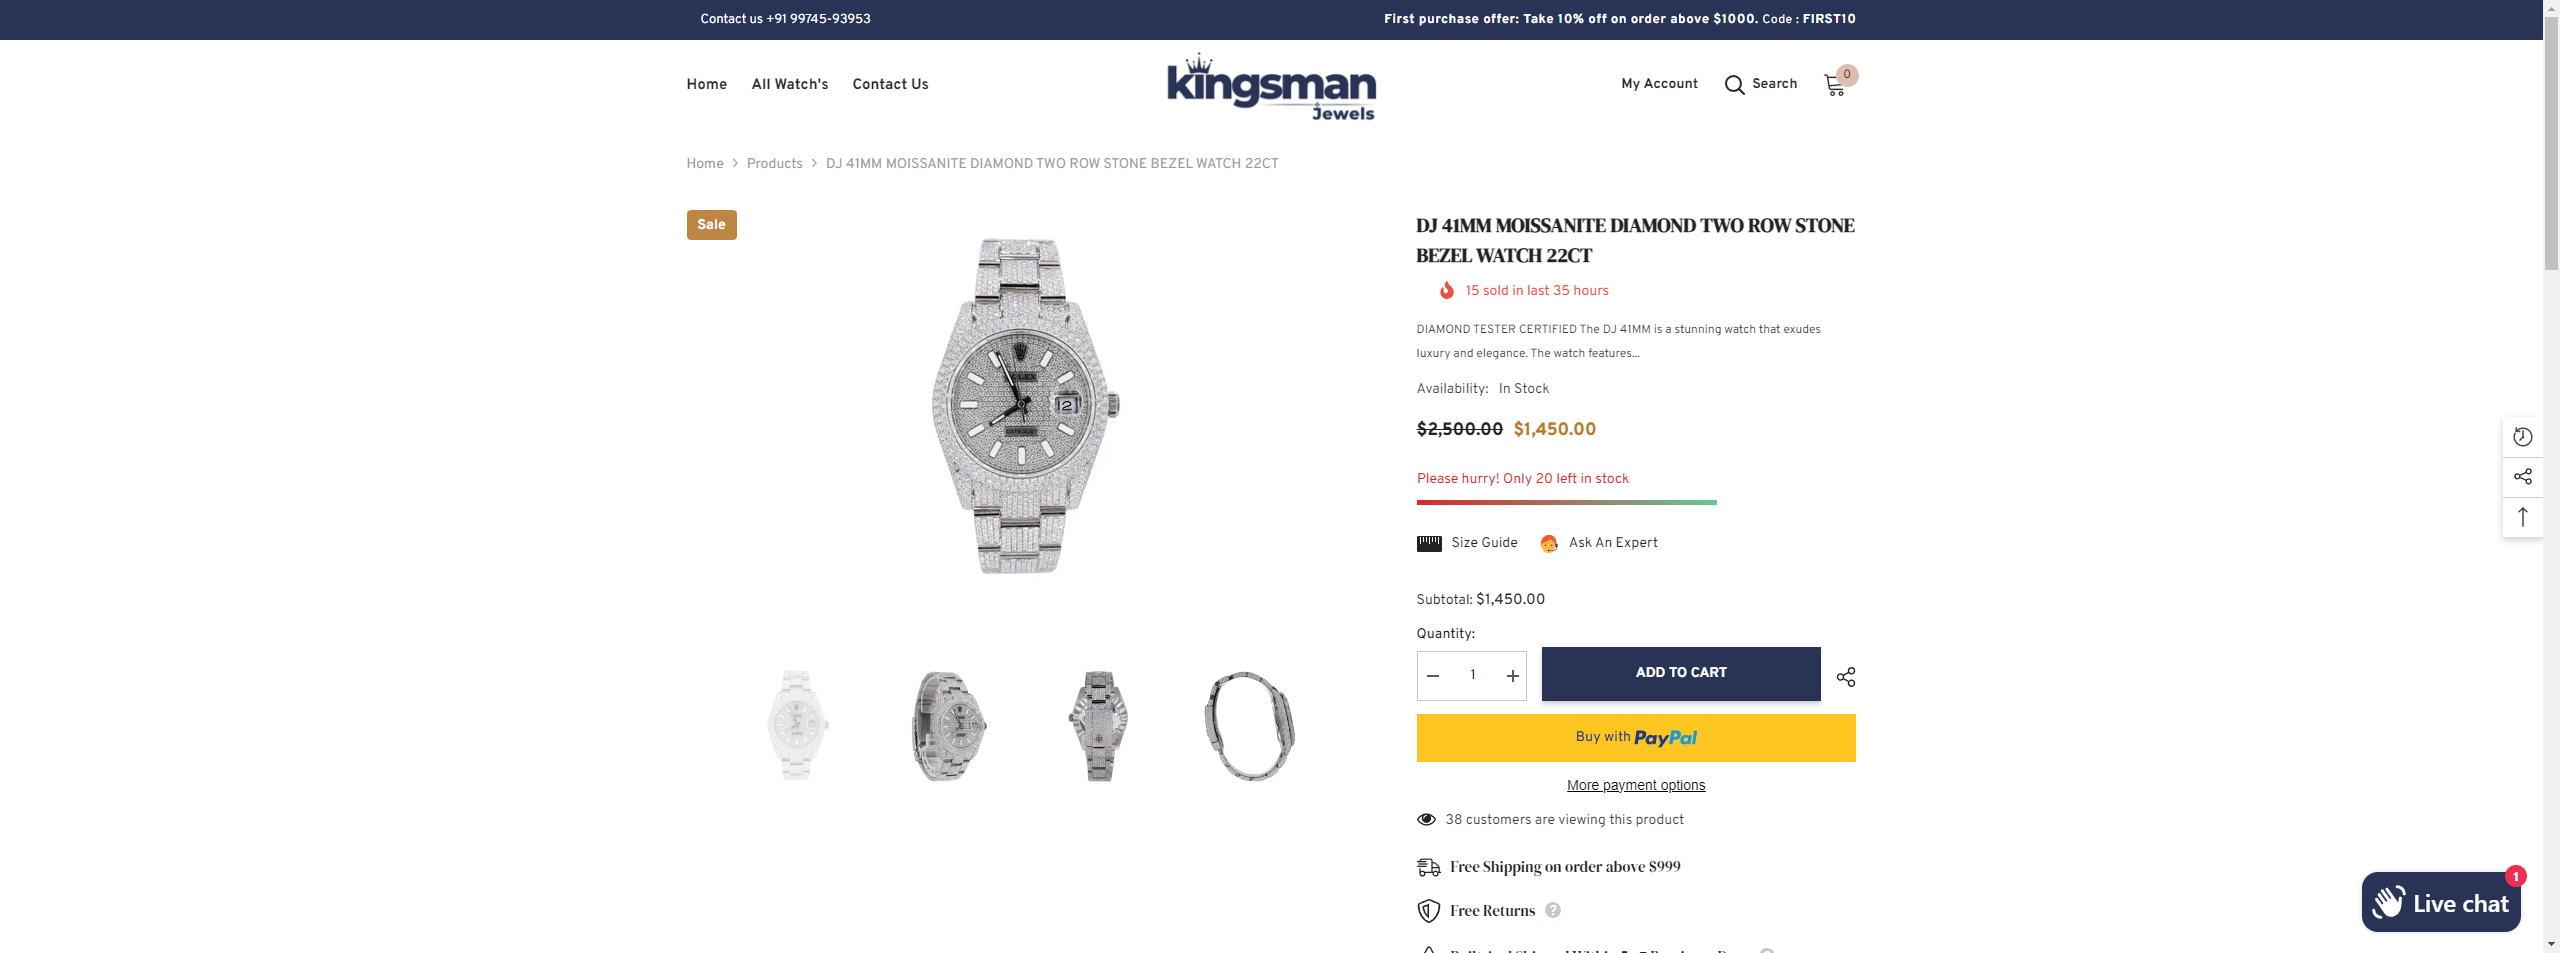 Contact us +91 99745-93953
First purchase offer: Take 10% off on order above $1000. Code : FIRST10
Home
All Watch's
Contact Us
kingsman
Jewels
My Account
Search
0
Home > Products > DJ 41MM MOISSANITE DIAMOND TWO ROW STONE BEZEL WATCH 22CT
Sale
12
DJ 41MM MOISSANITE DIAMOND TWO ROW STONE
BEZEL WATCH 22CT
15 sold in last 35 hours
DIAMOND TESTER CERTIFIED The DJ 41MM is a stunning watch that exudes
luxury and elegance. The watch features...
Availability: In Stock
$2,500.00 $1,450.00
Please hurry! Only 20 left in stock
Size Guide
Ask An Expert
Subtotal: $1,450.00
Quantity:
1
ADD TO CART
Buy with PayPal
More payment options
38 customers are viewing this product
Free Shipping on order above $999
Free Returns ?
1
Live chat